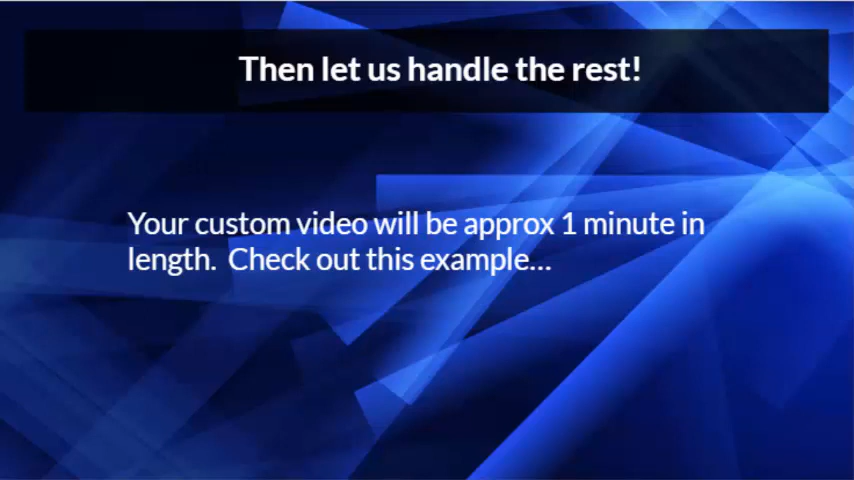 Then let us handle the rest!
Your custom video will be approx 1 minute in
length.  Check out this example...